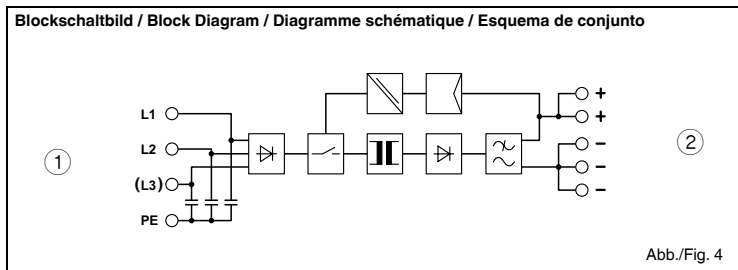 Blockschaltbild / Block Diagram / Diagramme schématique / Esquema de conjunto
L1
+
+
L2
①
②
−
−
(L3)
−
PE
Abb./Fig. 4